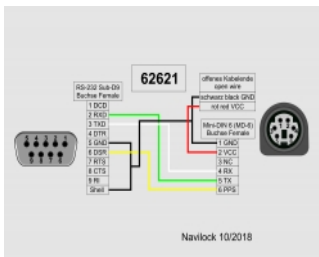 62621
RS-232 Sub-D9
Buchse Female
1 DCD
2 RXD
3 TXD
4 DTR
5 GND
6 DSR
7 RTS
8 CTS
9 RI
Shell
offenes Kabelende
open wire
schwarz black GND
rot red VCC
Mini-DIN 6 (MD-6)
Buchse Female
1 GND
2 VCC
3 NC
4 RX
5 TX
6 PPS
Navilock 10/2018